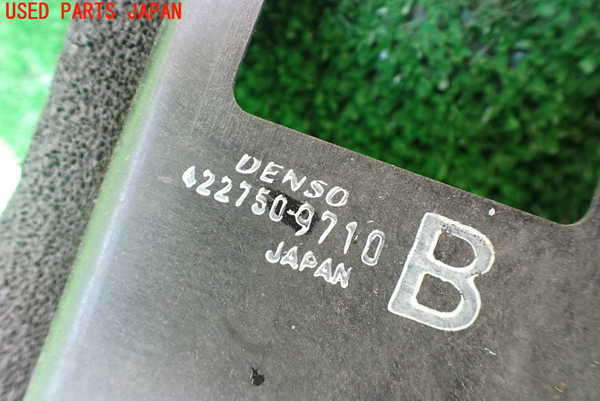 USED PARTS JAPAN
DENSO
422750-9710
JAPAN
B